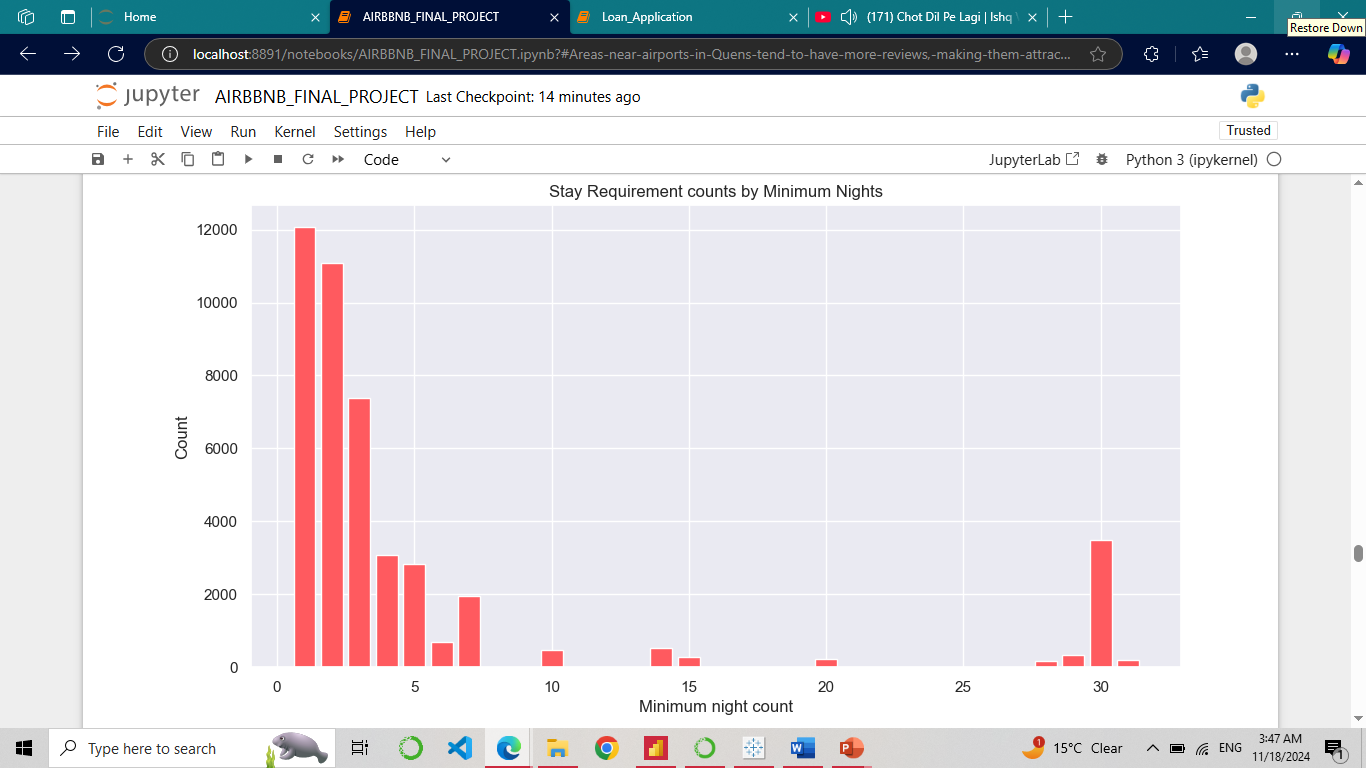 Home
AIRBBNB_FINAL_PROJECT
Loan_Application
(171) Chot Dil Pe Lagi | Ishq
Restore Down
localhost:8891/notebooks/AIRBBNB_FINAL_PROJECT.ipynb?#Areas-near-airports-in-Quens-tend-to-have-more-reviews,-making-them-attrac...
jupyter AIRBBNB_FINAL_PROJECT Last Checkpoint: 14 minutes ago
File Edit View Run Kernel Settings Help
Trusted
Code
JupyterLab
Python 3 (ipykernel)
Stay Requirement counts by Minimum Nights
12000
10000
8000
6000
4000
2000
0
Count
0 5 10 15 20 25 30
Minimum night count
Type here to search
1
15°C Clear
ENG
3:47 AM
11/18/2024
1